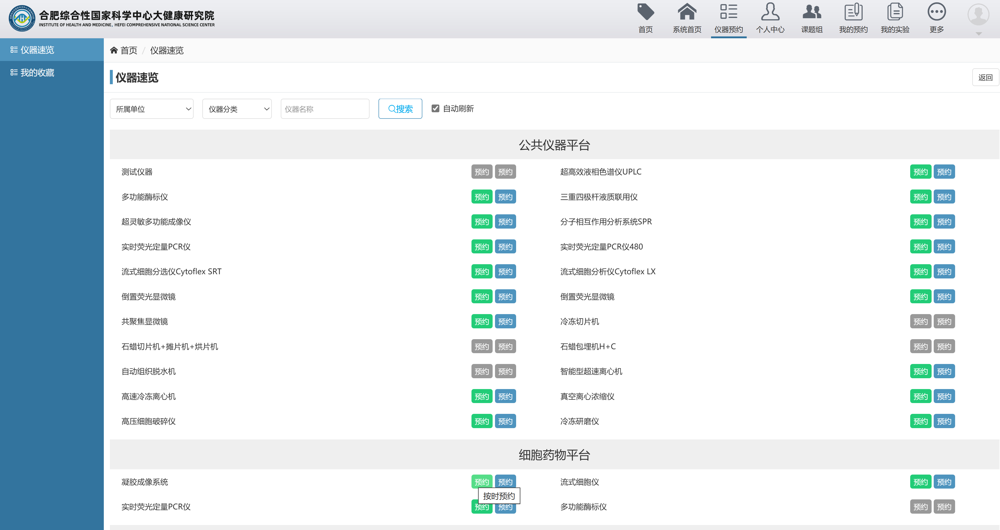 合肥综合性国家科学中心大健康研究院
INSTITUTE OF HEALTH AND MEDICINE, HEFEI COMPREHENSIVE NATIONAL SCIENCE CENTER
首页 系统首页 仪器预约 个人中心 课题组 我的预约 我的实验 更多
仪器速览
我的收藏
首页 / 仪器速览
仪器速览 返回
所属单位 仪器分类 仪器名称 搜索 自动刷新
公共仪器平台
测试仪器 预约 预约 超高效液相色谱仪UPLC 预约 预约
多功能酶标仪 预约 预约 三重四极杆液质联用仪 预约 预约
超灵敏多功能成像仪 预约 预约 分子相互作用分析系统SPR 预约 预约
实时荧光定量PCR仪 预约 预约 实时荧光定量PCR仪480 预约 预约
流式细胞分选仪Cytoflex SRT 预约 预约 流式细胞分析仪Cytoflex LX 预约 预约
倒置荧光显微镜 预约 预约 倒置荧光显微镜 预约 预约
共聚焦显微镜 预约 预约 冷冻切片机 预约 预约
石蜡切片机+摊片机+烘片机 预约 预约 石蜡包埋机H+C 预约 预约
自动组织脱水机 预约 预约 智能型超速离心机 预约 预约
高速冷冻离心机 预约 预约 真空离心浓缩仪 预约 预约
高压细胞破碎仪 预约 预约 冷冻研磨仪 预约 预约
细胞药物平台
凝胶成像系统 预约 预约 流式细胞仪 预约 预约
按时预约
实时荧光定量PCR仪 预约 预约 多功能酶标仪 预约 预约